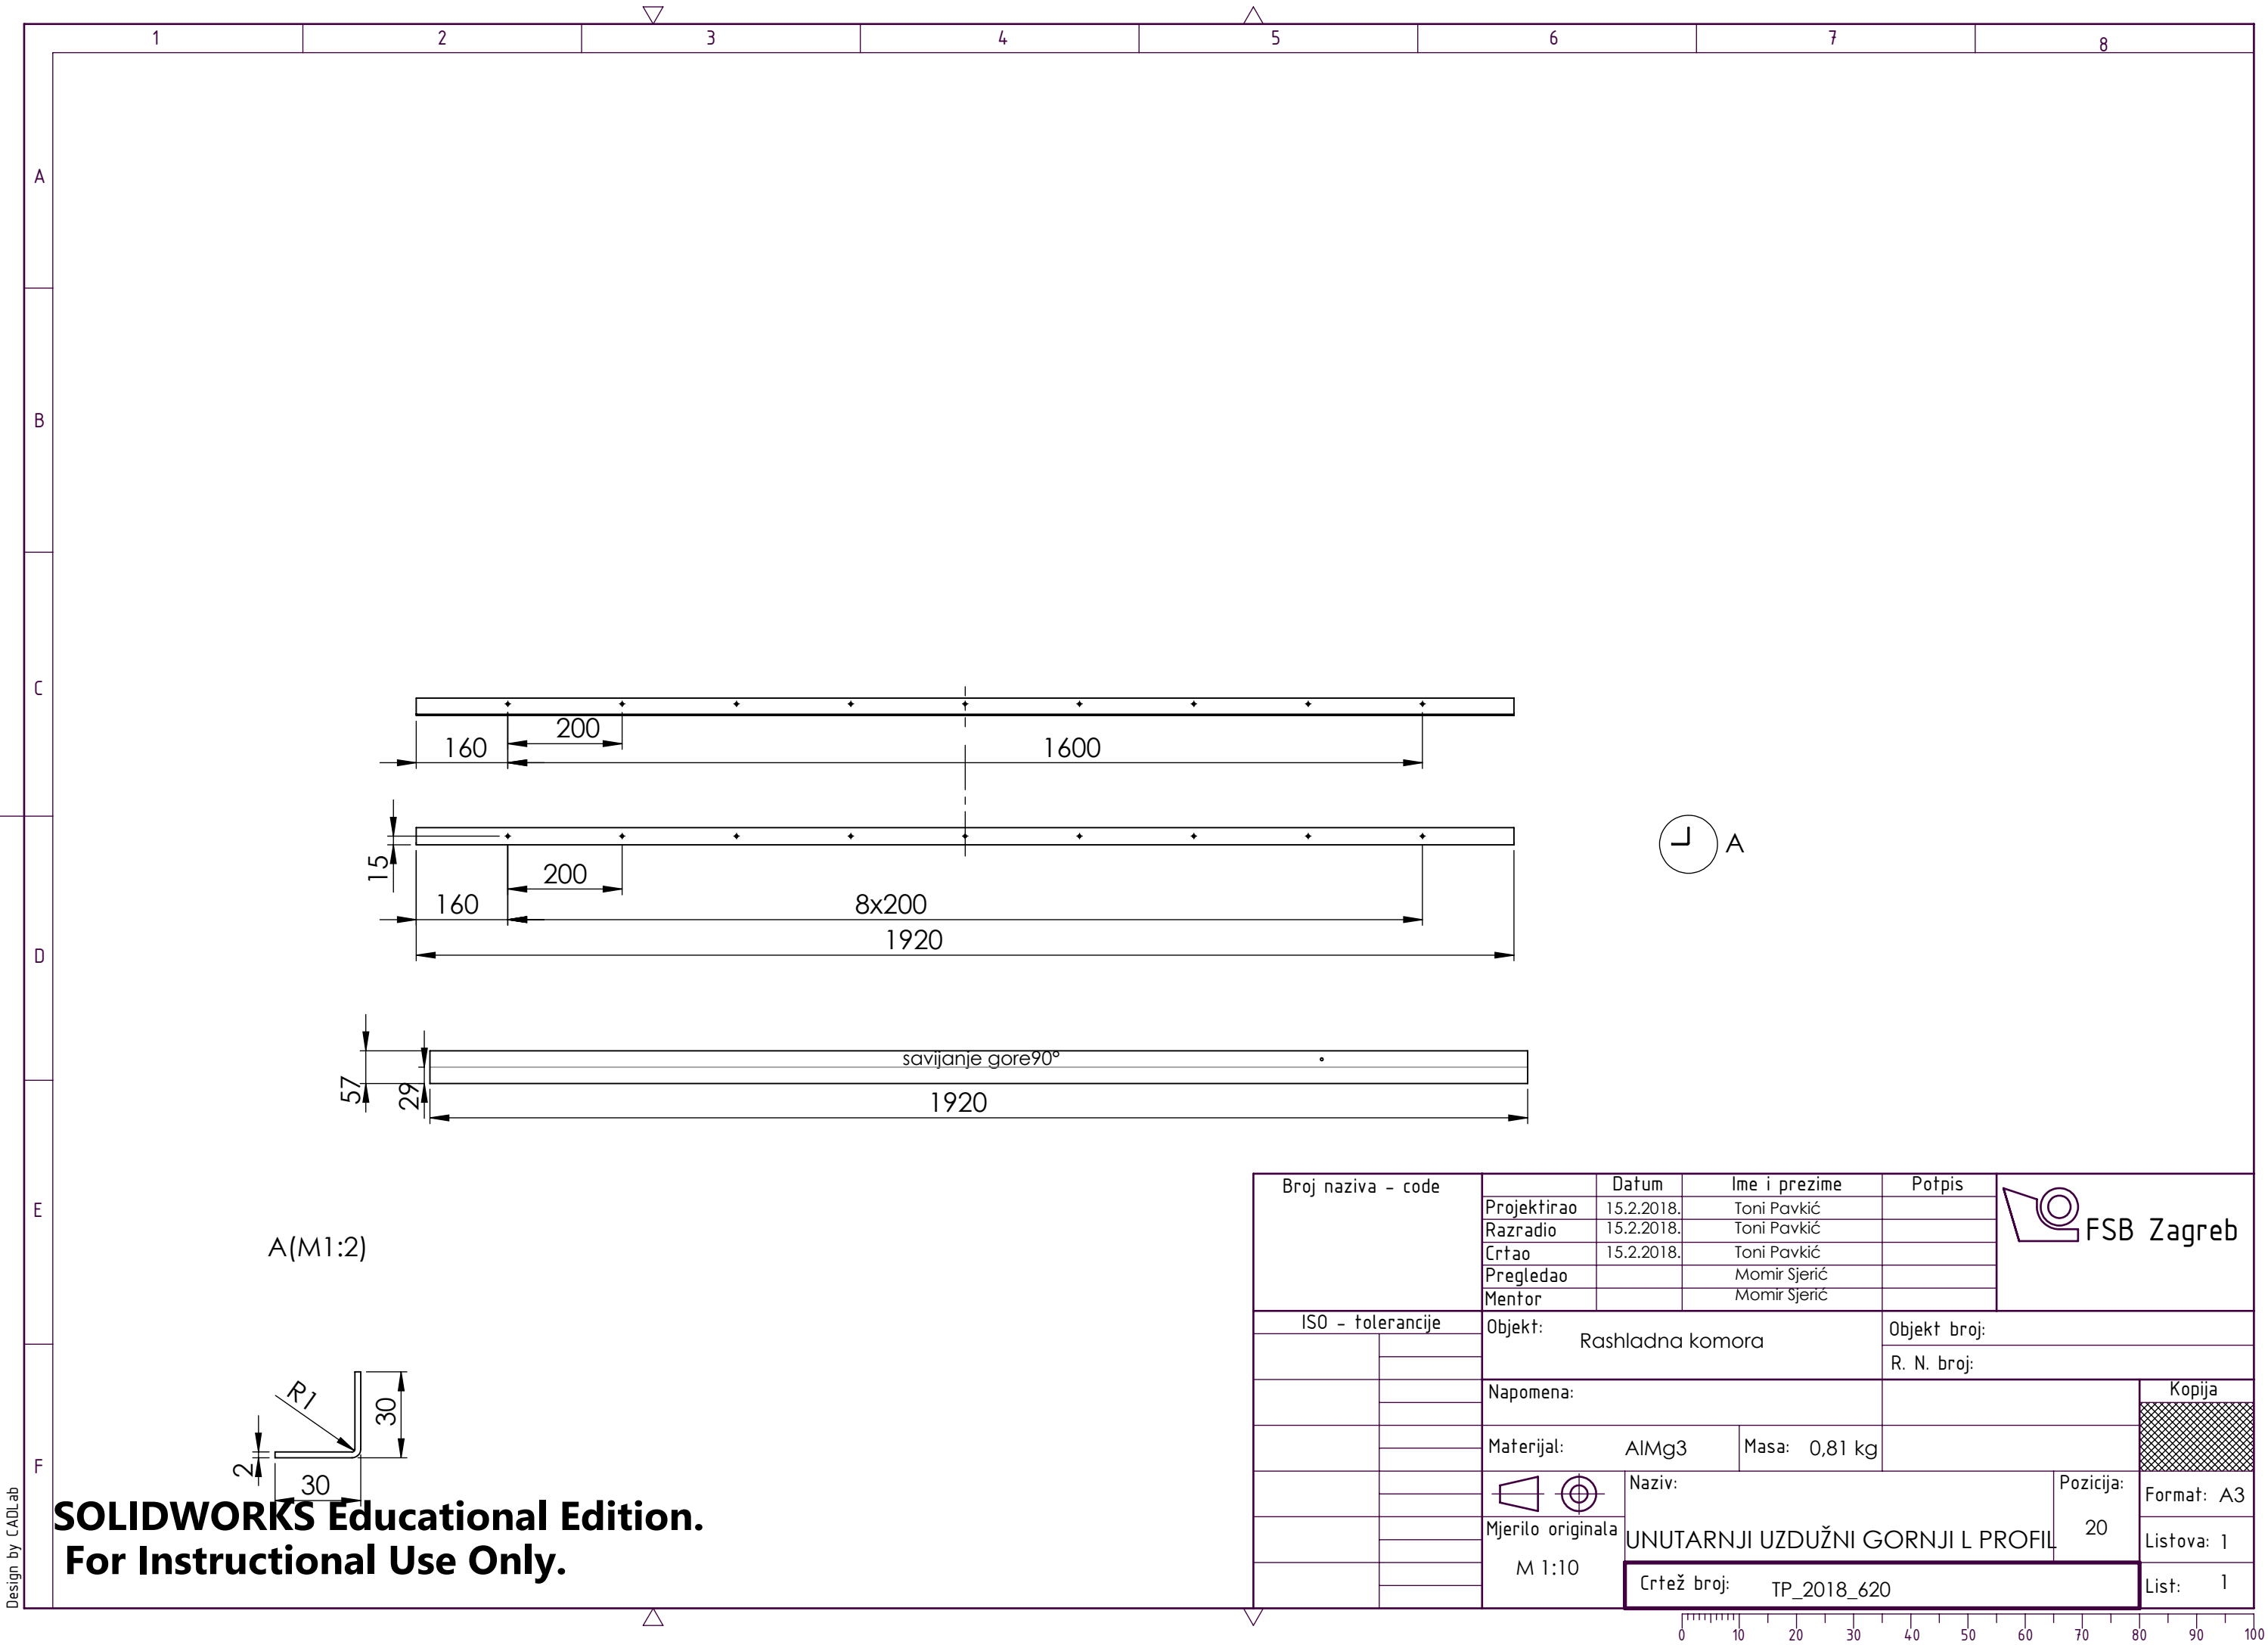 1 2 3 4 5 6 7 8
A
B
C
D
E
F
200
160 1600
15
200
160 8x200
1920
A
savijanje gore90°
57
29
1920
A(M1:2)
R1
30
2
30
SOLIDWORKS Educational Edition.
For Instructional Use Only.
Design by CADLab
Broj naziva - code
Datum Ime i prezime Potpis
Projektirao 15.2.2018. Toni Pavkić
Razradio 15.2.2018. Toni Pavkić
Crtao 15.2.2018. Toni Pavkić
Pregledao Momir Sjerić
Mentor Momir Sjerić
FSB Zagreb
ISO - tolerancije
Objekt: Rashladna komora
Objekt broj:
R. N. broj:
Napomena:
Kopija
Materijal: AlMg3 Masa: 0,81 kg
Naziv:
UNUTARNJI UZDUŽNI GORNJI L PROFIL
Pozicija:
20
Format: A3
Mjerilo originala
M 1:10
Listova: 1
Crtež broj: TP_2018_620
List: 1
0 10 20 30 40 50 60 70 80 90 100